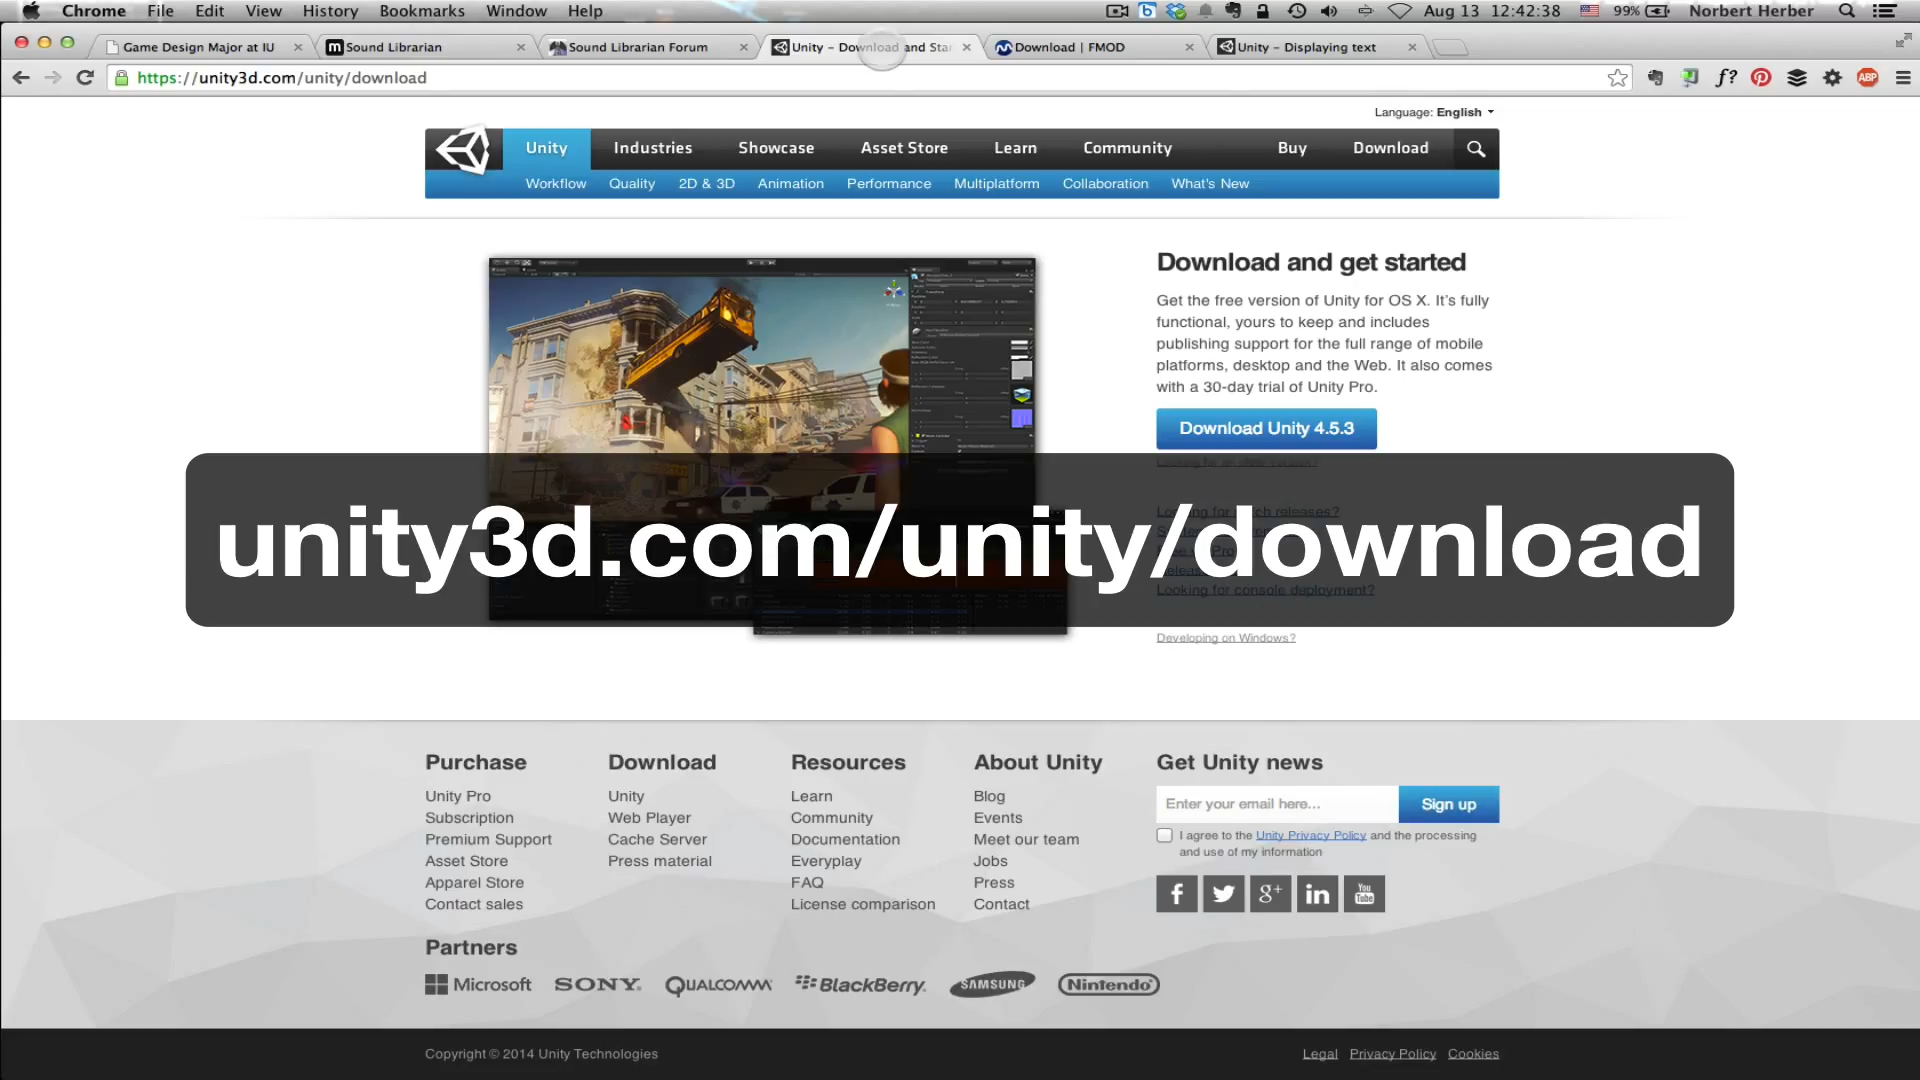 Chrome File Edit View History Bookmarks Window Help Aug 13 12:42:38 99% Norbert Herber
Game Design Major at IU Sound Librarian Sound Librarian Forum Unity – Download and Sta Download | FMOD Unity – Displaying text
https://unity3d.com/unity/download
Language: English
Unity Industries Showcase Asset Store Learn Community Buy Download
Workflow Quality 2D & 3D Animation Performance Multiplatform Collaboration What's New
Download and get started
Get the free version of Unity for OS X. It's fully
functional, yours to keep and includes
publishing support for the full range of mobile
platforms, desktop and the Web. It also comes
with a 30-day trial of Unity Pro.
Download Unity 4.5.3
unity3d.com/unity/download
Looking for console deployment?
Developing on Windows?
Purchase
Unity Pro
Subscription
Premium Support
Asset Store
Apparel Store
Contact sales
Download
Unity
Web Player
Cache Server
Press material
Resources
Learn
Community
Documentation
Everyplay
FAQ
License comparison
About Unity
Blog
Events
Meet our team
Jobs
Press
Contact
Get Unity news
Enter your email here... Sign up
I agree to the Unity Privacy Policy and the processing
and use of my information
Partners
Microsoft SONY QUALCOMM BlackBerry SAMSUNG Nintendo
Copyright © 2014 Unity Technologies Legal Privacy Policy Cookies